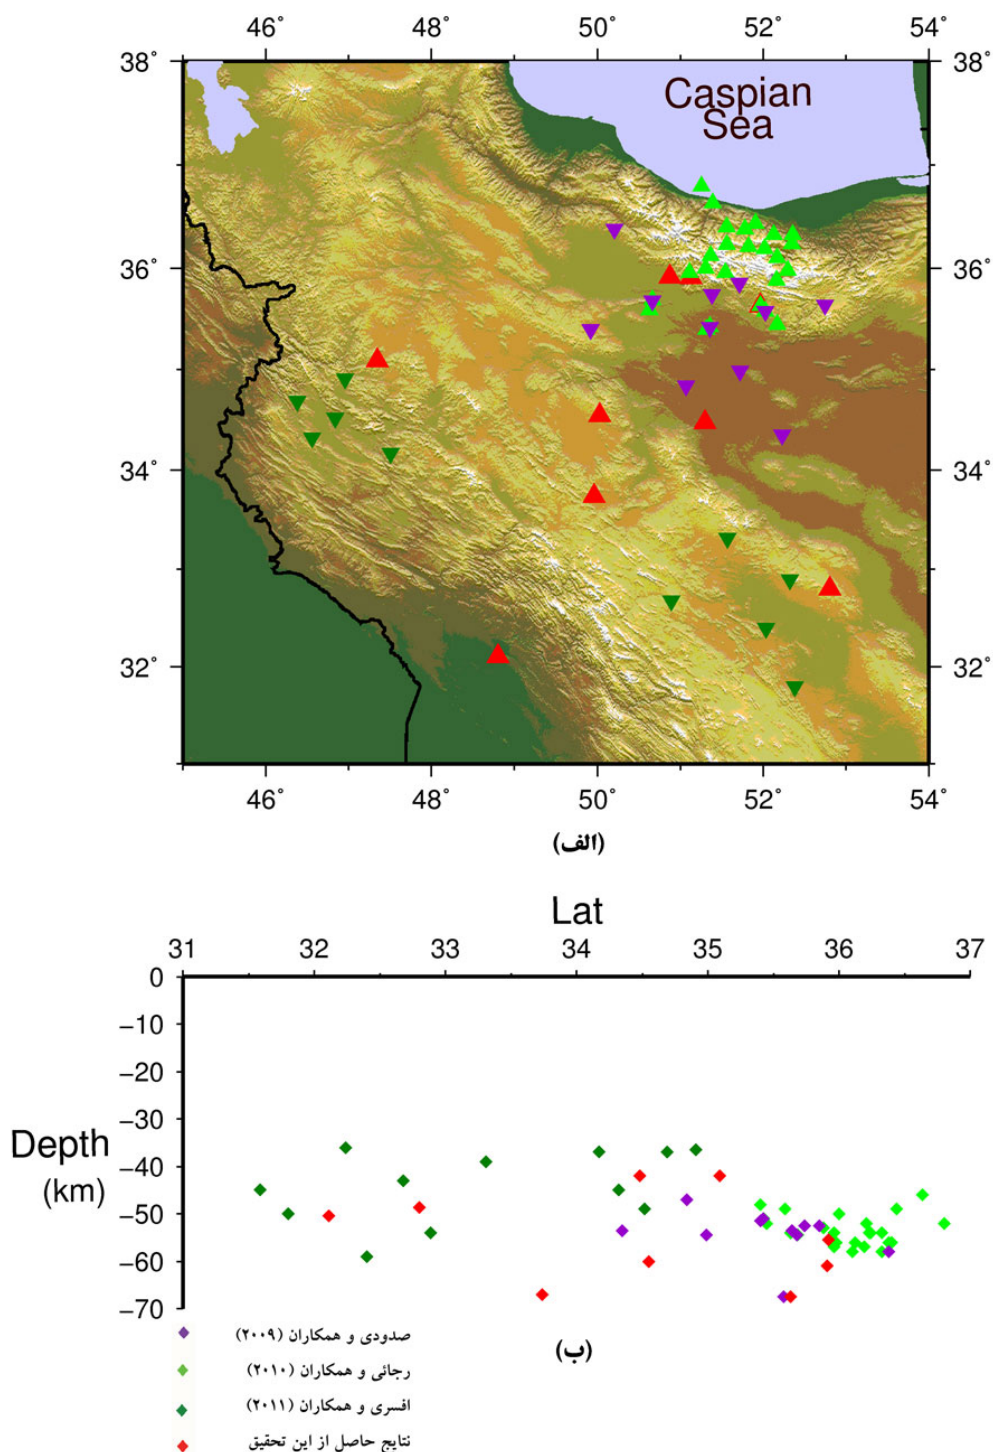 46° 48° 50° 52° 54°
38° 38°
Caspian
Sea
36° 36°
34° 34°
32° 32°
46° 48° 50° 52° 54°
(الف)
Lat
31 32 33 34 35 36 37
0
−10
−20
−30
Depth
−40
(km)
−50
−60
−70
صدودی و همکاران (۲۰۰۹)
(ب)
رجائی و همکاران (۲۰۱۰)
افسری و همکاران (۲۰۱۱)
نتایج حاصل از این تحقیق